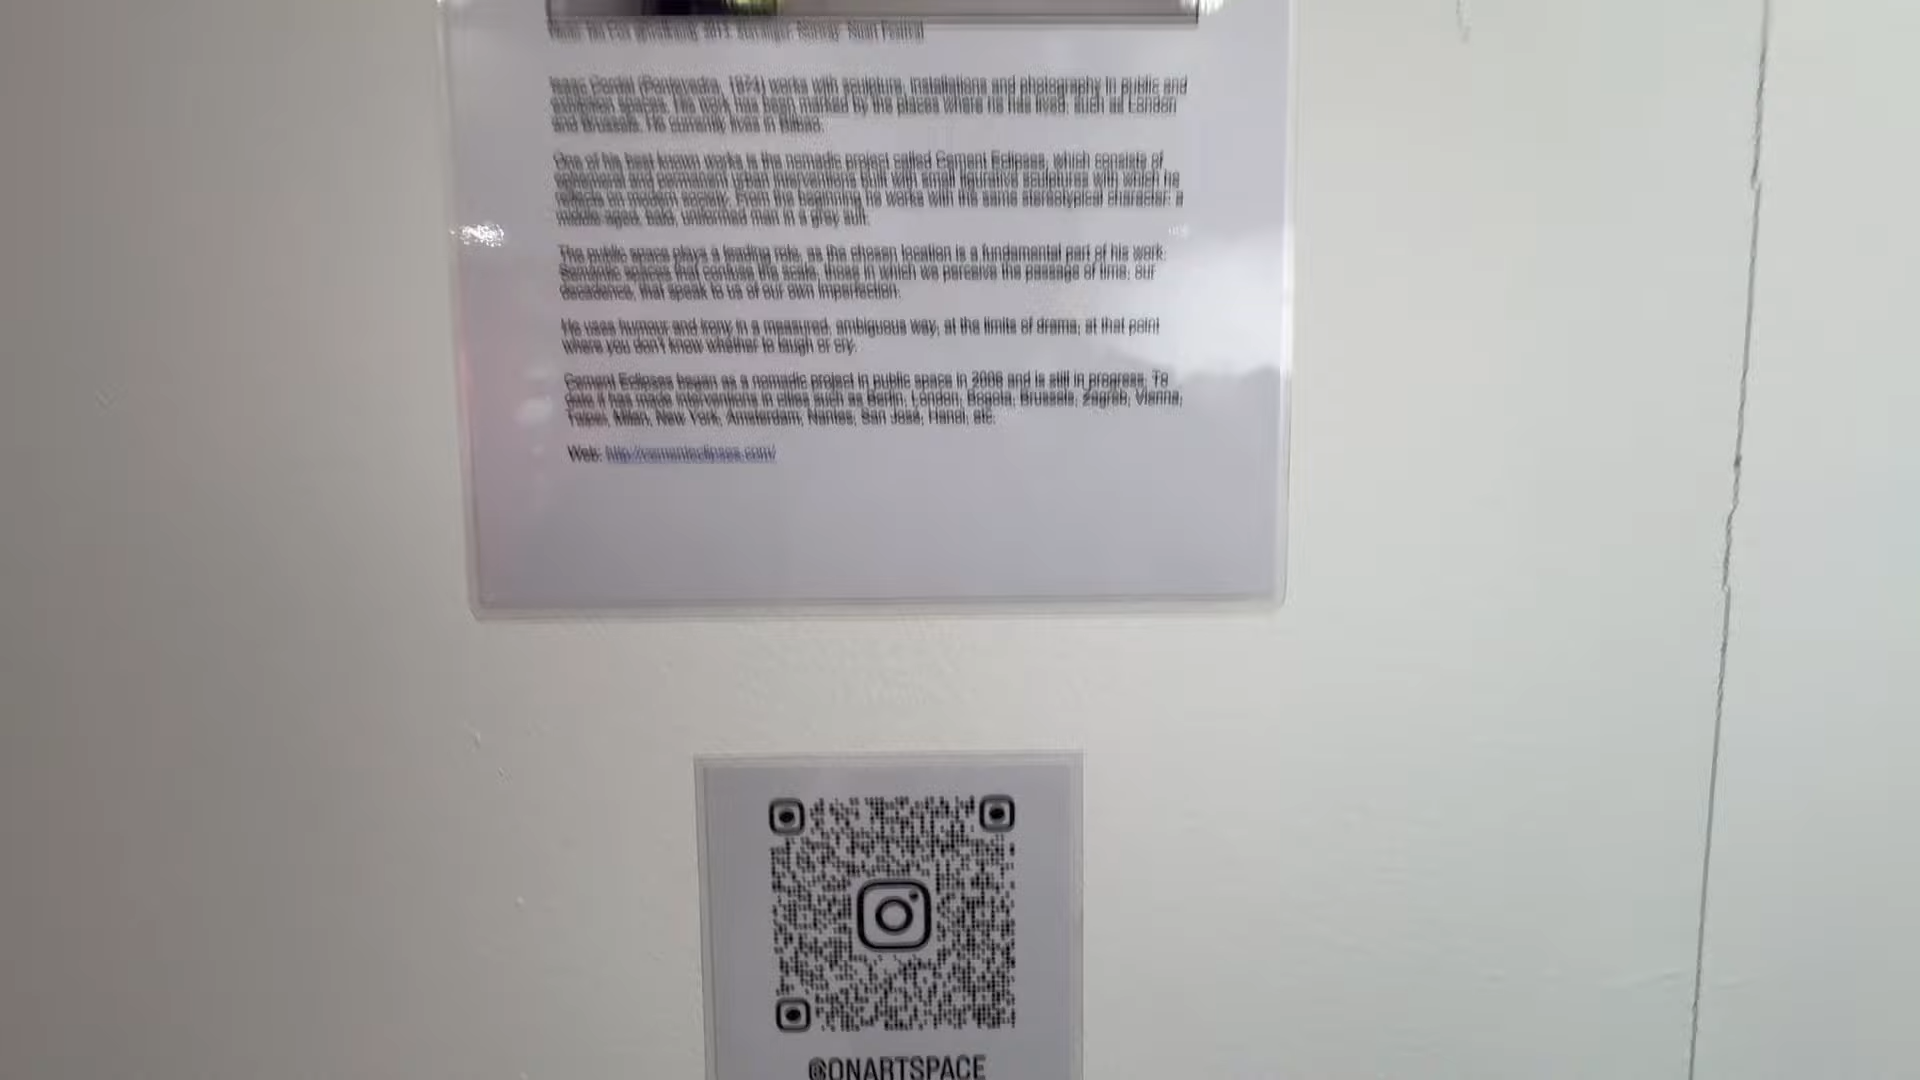 2013. Stavanger, Norway. Nuart Festival
Isaac Cordal (Pontevedra, 1974) works with sculpture, installations and photography in public and
exhibition spaces. His work has been marked by the places where he has lived, such as London
and Brussels. He currently lives in Bilbao.
One of his best known works is the nomadic project called Cement Eclipses, which consists of
ephemeral and permanent urban interventions built with small figurative sculptures with which he
reflects on modern society. From the beginning he works with the same stereotypical character: a
middle-aged, bald, uniformed man in a grey suit.
The public space plays a leading role, as the chosen location is a fundamental part of his work.
Semantic spaces that confuse the scale, those in which we perceive the passage of time, our
decadence, that speak to us of our own imperfection.
He uses humour and irony in a measured, ambiguous way, at the limits of drama, at that point
where you don't know whether to laugh or cry.
Cement Eclipses began as a nomadic project in public space in 2006 and is still in progress. To
date it has made interventions in cities such as Berlin, London, Bogota, Brussels, Zagreb, Vienna,
Taipei, Milan, New York, Amsterdam, Nantes, San José, Hanoi, etc.
Web: http://cementeclipses.com/
@ONARTSPACE